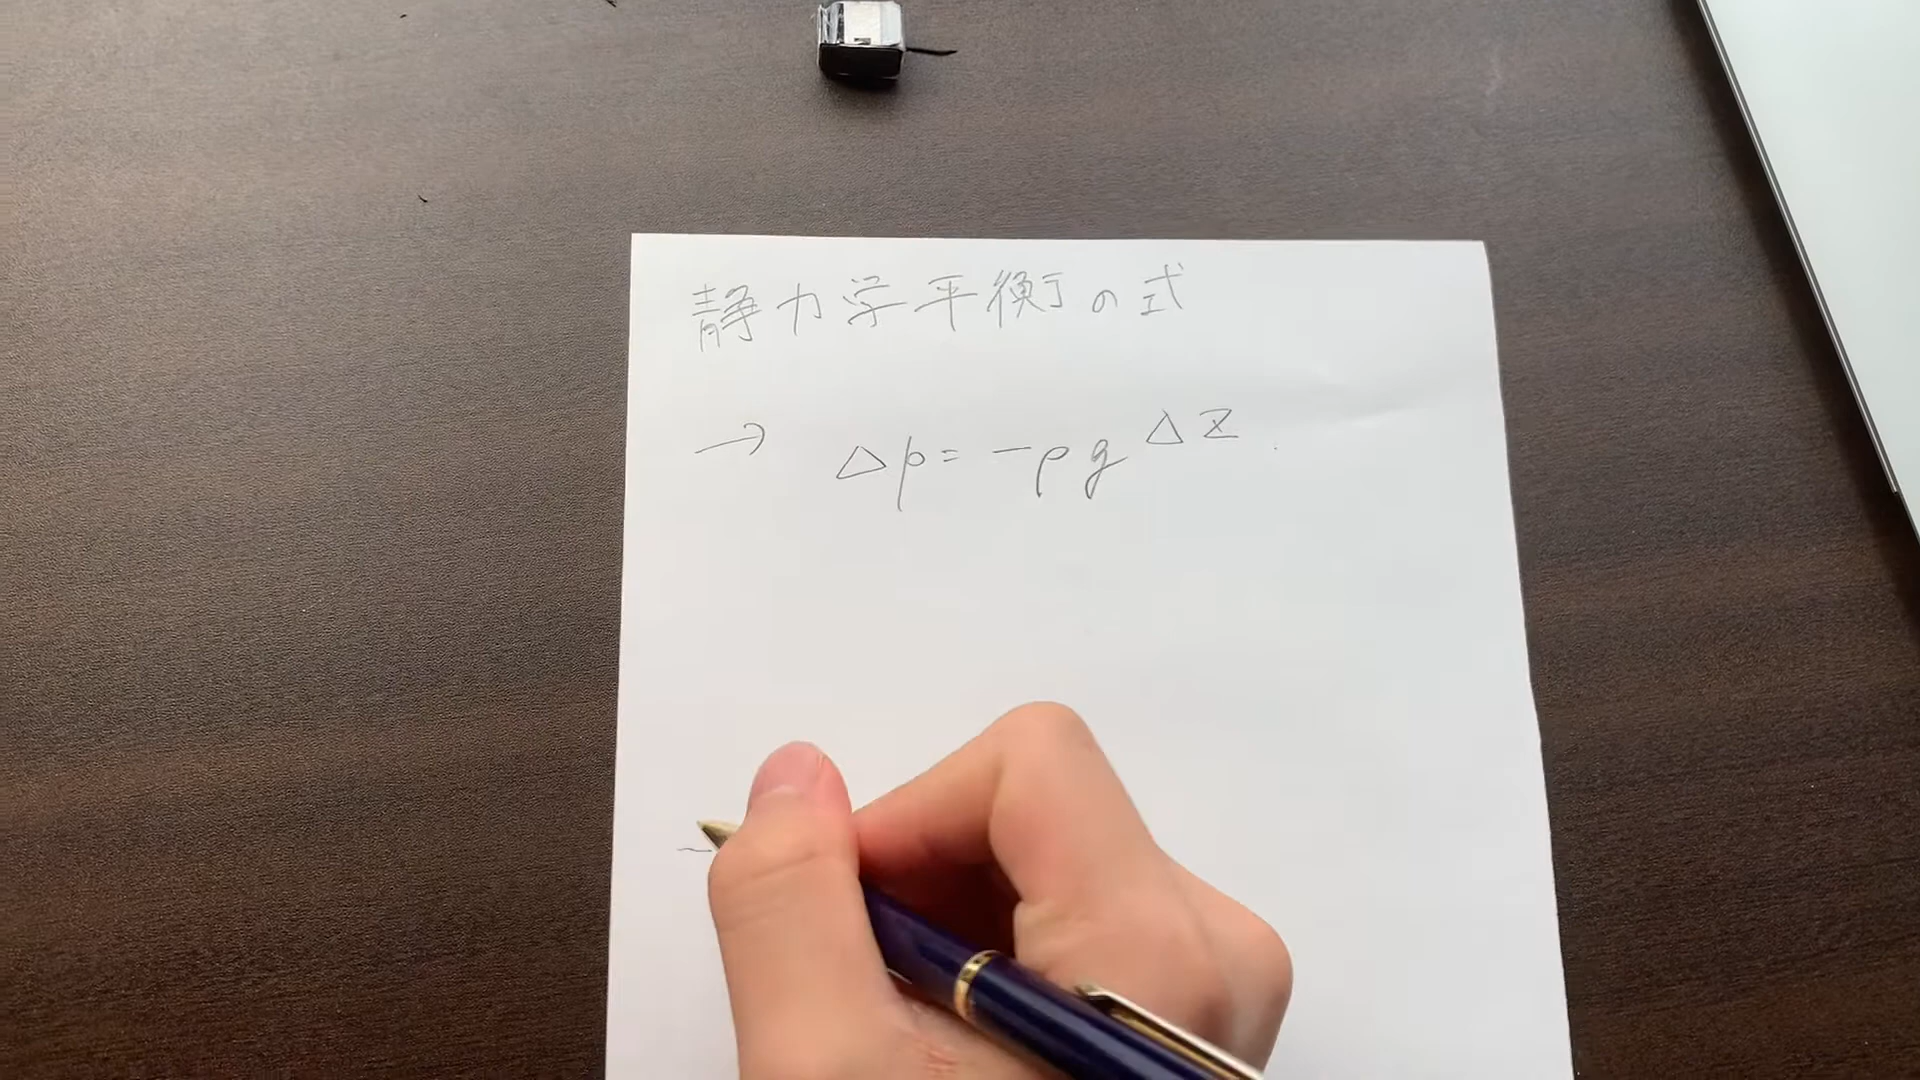 静力学平衡の式
→ Δp = -ρgΔz